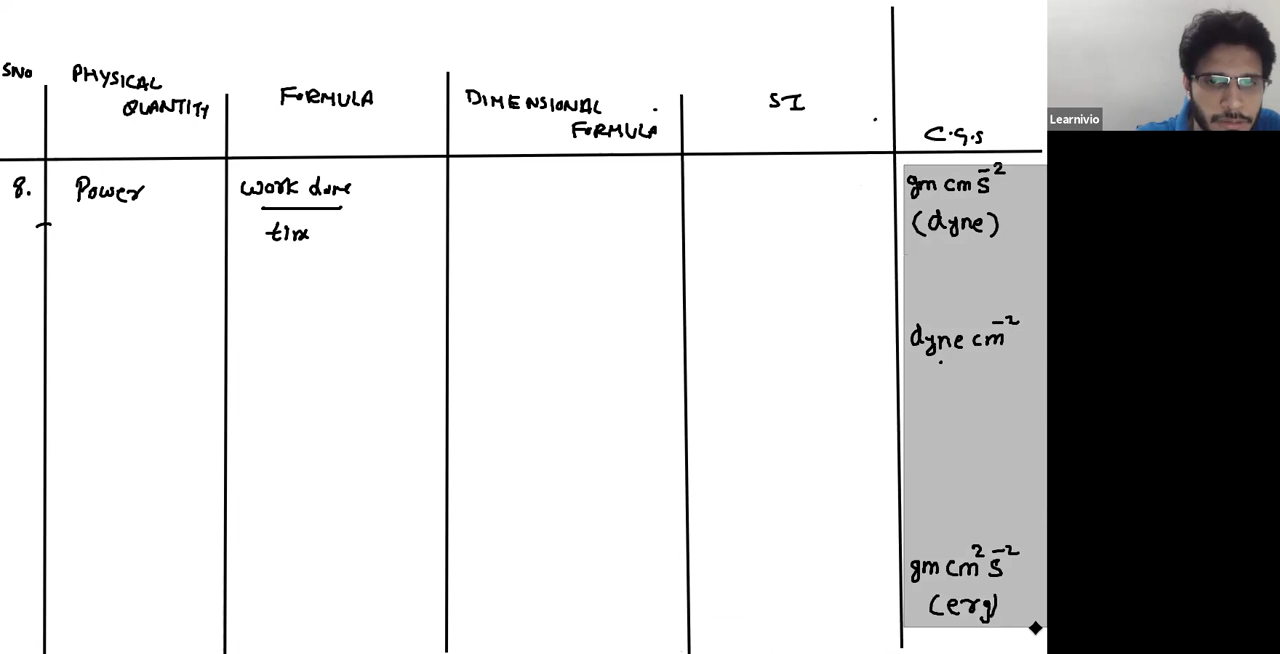 SNO PHYSICAL QUANTITY FORMULA DIMENSIONAL FORMULA SI C.G.S
8. Power work done
time
gm cm s⁻²
(dyne)
dyne cm⁻²
gm cm² s⁻²
(erg)
Learnivio